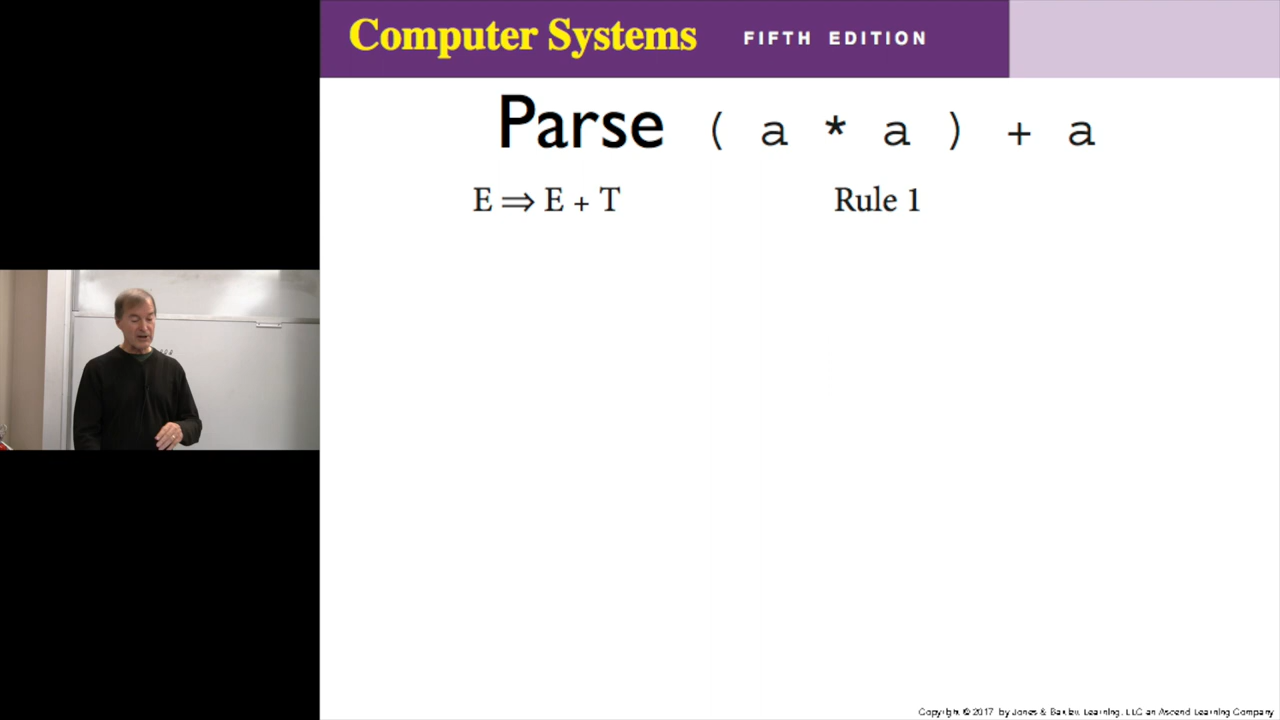 Computer Systems FIFTH EDITION
Parse ( a * a ) + a
E ⇒ E + T Rule 1
Copyright © 2017 by Jones & Bartlett Learning, LLC an Ascend Learning Company